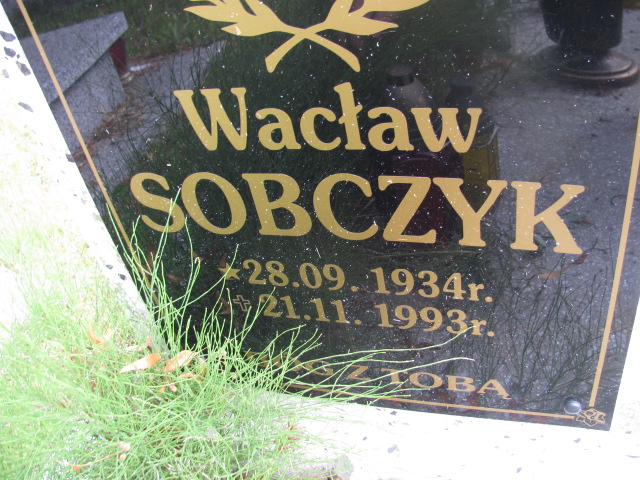 Wacław
SOBCZYK
★28.09. 1934r.
✝21.11. 1993r.
Z TOBĄ